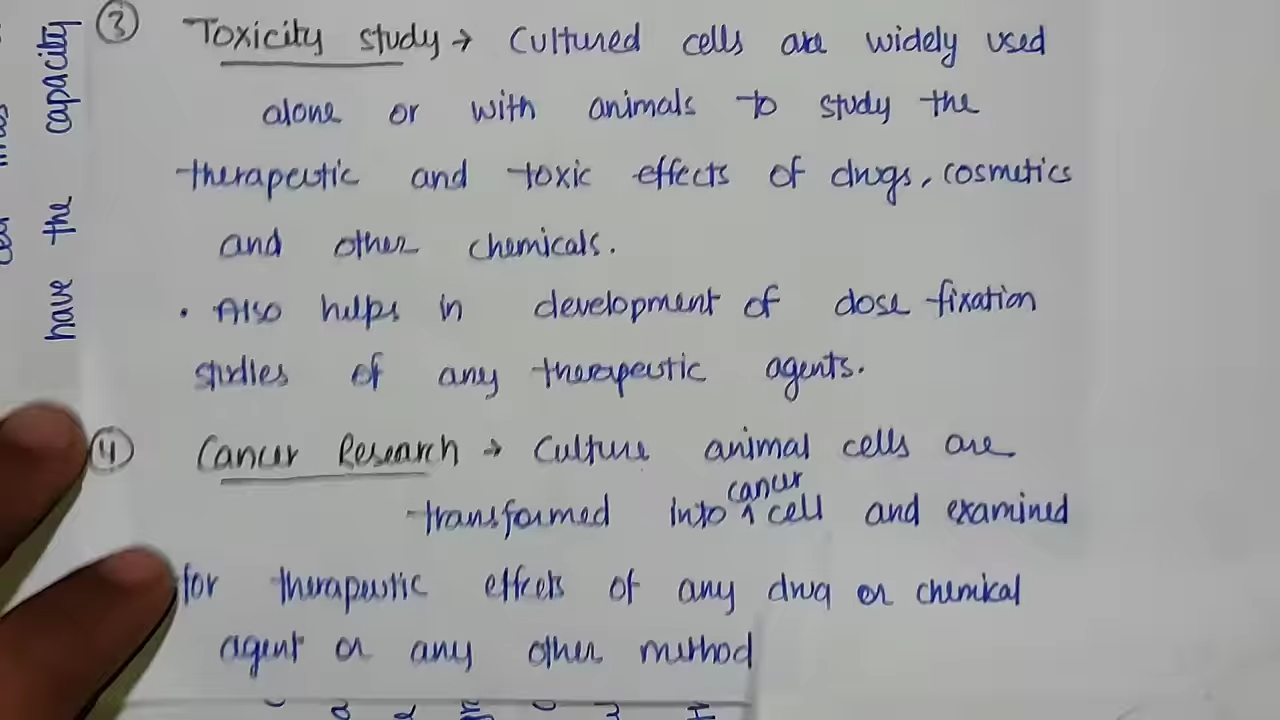 ③ Toxicity study → Cultured cells are widely used
alone or with animals to study the
therapeutic and toxic effects of drugs, cosmetics
and other chemicals.
• Also helps in development of dose fixation
studies of any therapeutic agents.
④ Cancer Research → Culture animal cells are
transformed into ^ cancer cell and examined
for therapeutic effects of any drug or chemical
agent or any other method
have the capacity